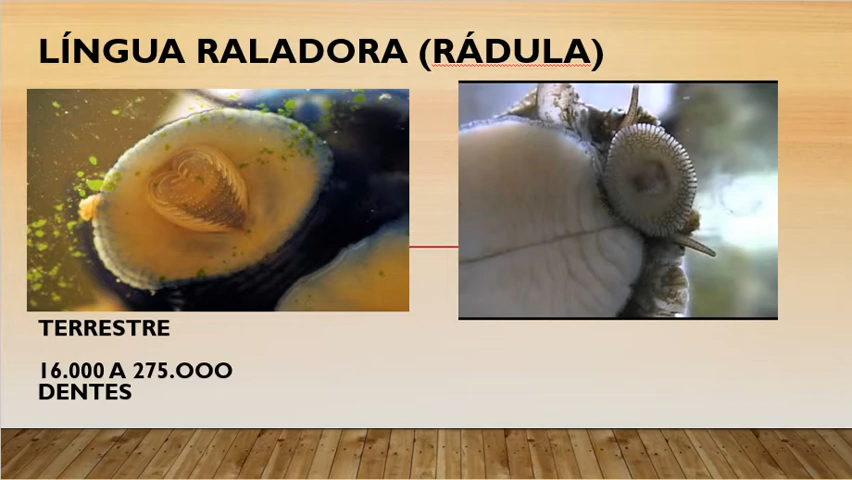 LÍNGUA RALADORA (RÁDULA)
TERRESTRE
16.000 A 275.OOO
DENTES